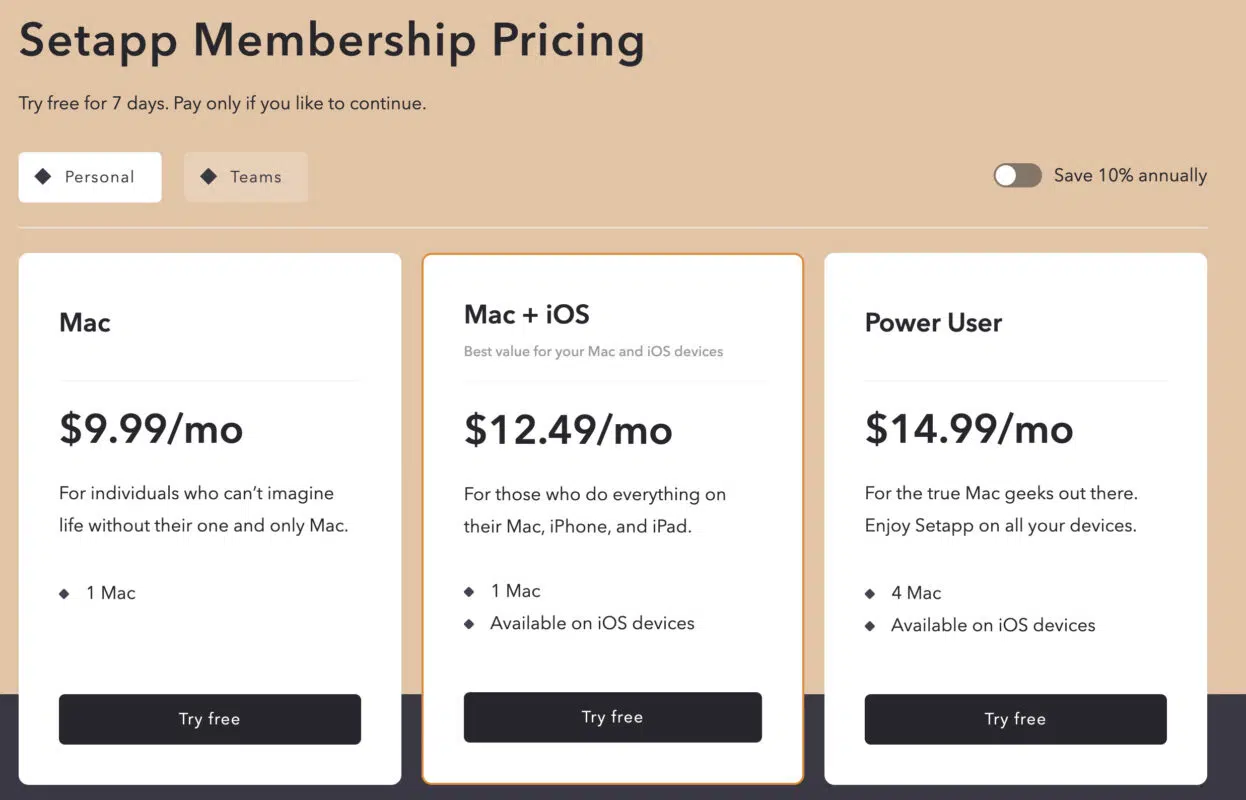 Setapp Membership Pricing
Try free for 7 days. Pay only if you like to continue.
Personal
Teams
Save 10% annually
Mac
$9.99/mo
For individuals who can’t imagine
life without their one and only Mac.
1 Mac
Try free
Mac + iOS
Best value for your Mac and iOS devices
$12.49/mo
For those who do everything on
their Mac, iPhone, and iPad.
1 Mac
Available on iOS devices
Try free
Power User
$14.99/mo
For the true Mac geeks out there.
Enjoy Setapp on all your devices.
4 Mac
Available on iOS devices
Try free